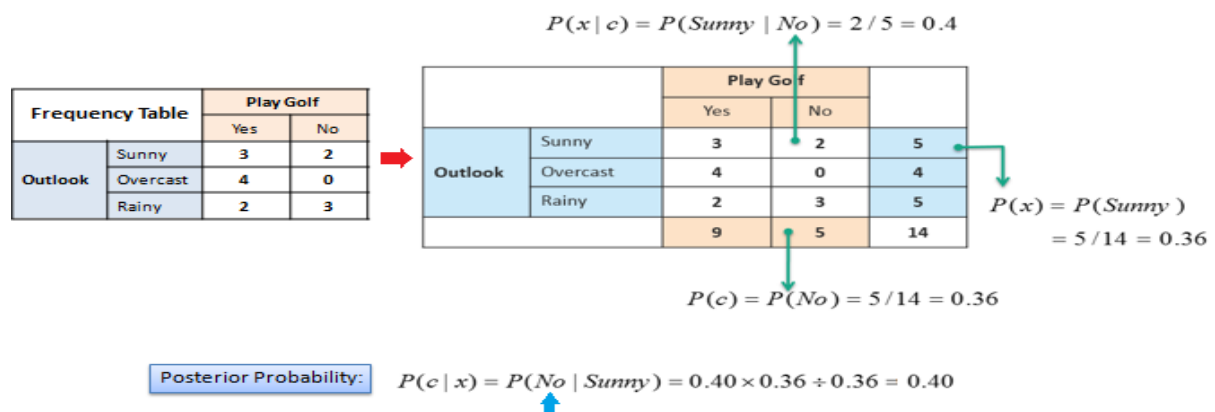 P(x | c) = P(Sunny | No) = 2 / 5 = 0.4
Frequency Table Play Golf
Yes No
Outlook Sunny 3 2
Overcast 4 0
Rainy 2 3
Play Golf
Yes No
Outlook Sunny 3 2 5
Overcast 4 0 4
Rainy 2 3 5
9 5 14
P(x) = P(Sunny )
= 5 / 14 = 0.36
P(c) = P(No) = 5 / 14 = 0.36
Posterior Probability: P(c | x) = P(No | Sunny) = 0.40 × 0.36 ÷ 0.36 = 0.40